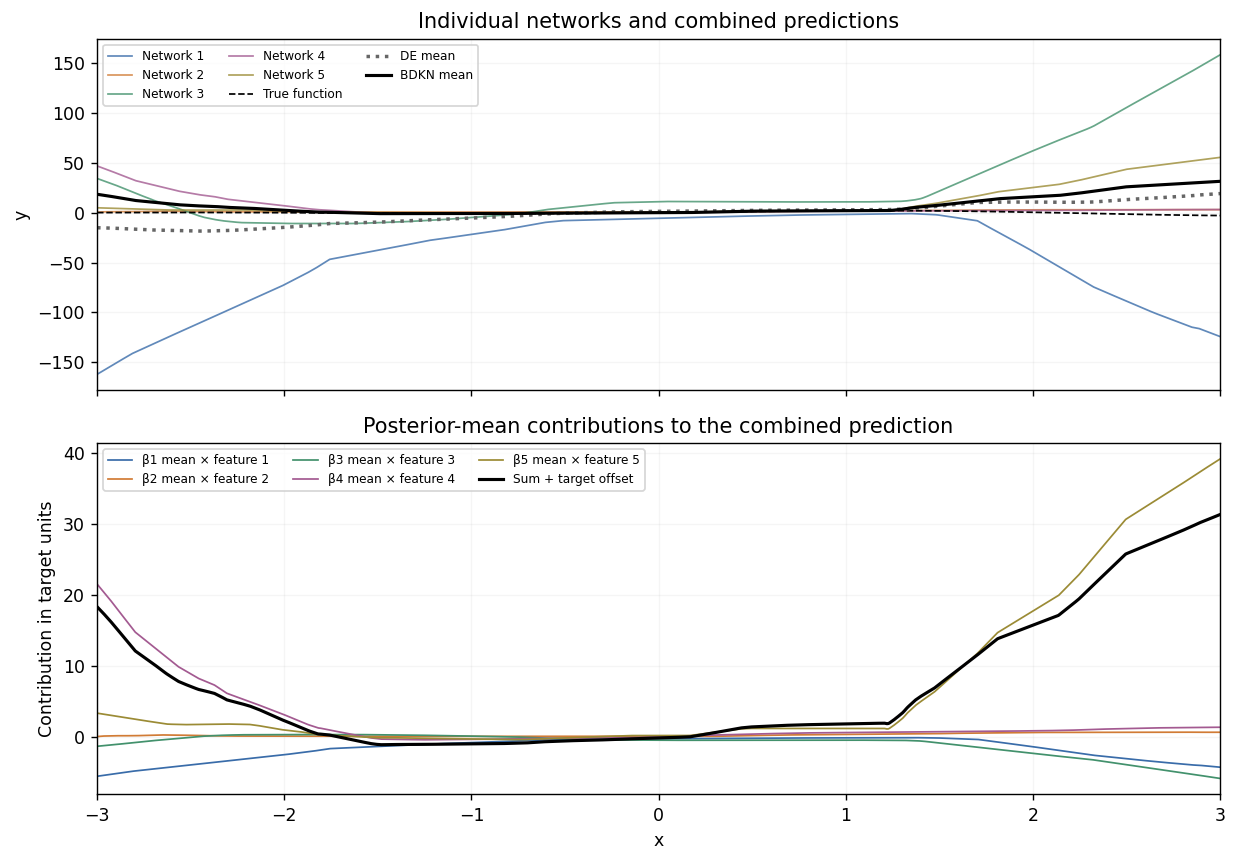 Individual networks and combined predictions
Network 1 Network 4 DE mean
Network 2 Network 5 BDKN mean
Network 3 True function
150
100
50
0
−50
−100
−150
y
Posterior-mean contributions to the combined prediction
β1 mean × feature 1 β3 mean × feature 3 β5 mean × feature 5
β2 mean × feature 2 β4 mean × feature 4 Sum + target offset
40
30
20
10
0
Contribution in target units
−3 −2 −1 0 1 2 3
x